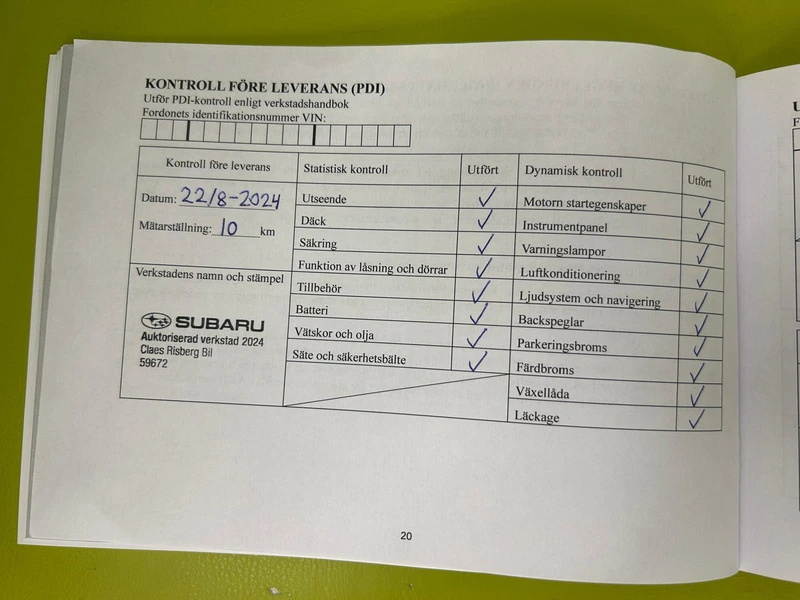 KONTROLL FÖRE LEVERANS (PDI)
Utför PDI-kontroll enligt verkstadshandbok
Fordonets identifikationsnummer VIN:
Kontroll före leverans
Statistisk kontroll
Utfört
Dynamisk kontroll
Utfört
Datum: 22/8-2024
Mätarställning: 10 km
Verkstadens namn och stämpel
SUBARU
Auktoriserad verkstad 2024
Claes Risberg Bil
59672
Utseende ✓
Däck ✓
Säkring ✓
Funktion av låsning och dörrar ✓
Tillbehör ✓
Batteri ✓
Vätskor och olja ✓
Säte och säkerhetsbälte ✓
Motorn startegenskaper ✓
Instrumentpanel ✓
Varningslampor ✓
Luftkonditionering ✓
Ljudsystem och navigering ✓
Backspeglar ✓
Parkeringsbroms ✓
Färdbroms ✓
Växellåda ✓
Läckage ✓
20